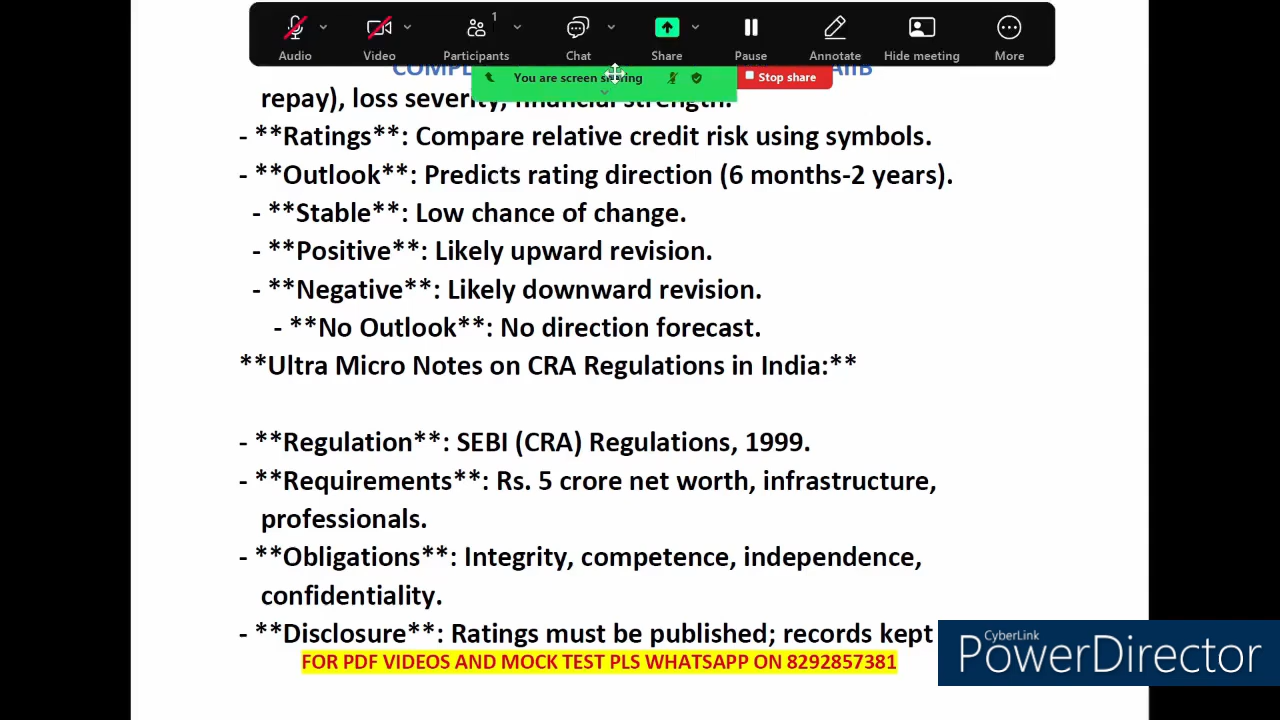 1
Audio
Video
Participants
Chat
Share
Pause
Annotate
Hide meeting
More
You are screen sharing
Stop share
repay), loss severity, financial strength.
- **Ratings**: Compare relative credit risk using symbols.
- **Outlook**: Predicts rating direction (6 months-2 years).
- **Stable**: Low chance of change.
- **Positive**: Likely upward revision.
- **Negative**: Likely downward revision.
- **No Outlook**: No direction forecast.
**Ultra Micro Notes on CRA Regulations in India:**
- **Regulation**: SEBI (CRA) Regulations, 1999.
- **Requirements**: Rs. 5 crore net worth, infrastructure,
professionals.
- **Obligations**: Integrity, competence, independence,
confidentiality.
- **Disclosure**: Ratings must be published; records kept
FOR PDF VIDEOS AND MOCK TEST PLS WHATSAPP ON 8292857381
CyberLink
PowerDirector